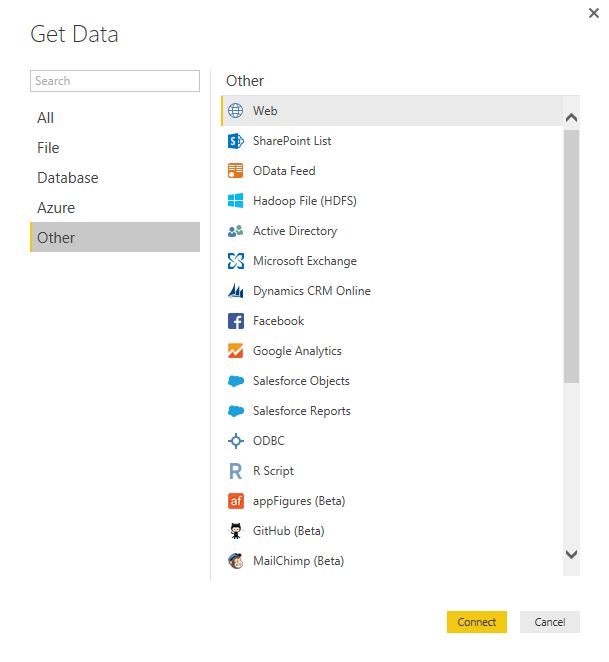 Get Data
Search
All
File
Database
Azure
Other
Other
Web
SharePoint List
OData Feed
Hadoop File (HDFS)
Active Directory
Microsoft Exchange
Dynamics CRM Online
Facebook
Google Analytics
Salesforce Objects
Salesforce Reports
ODBC
R Script
af appFigures (Beta)
GitHub (Beta)
MailChimp (Beta)
Connect Cancel